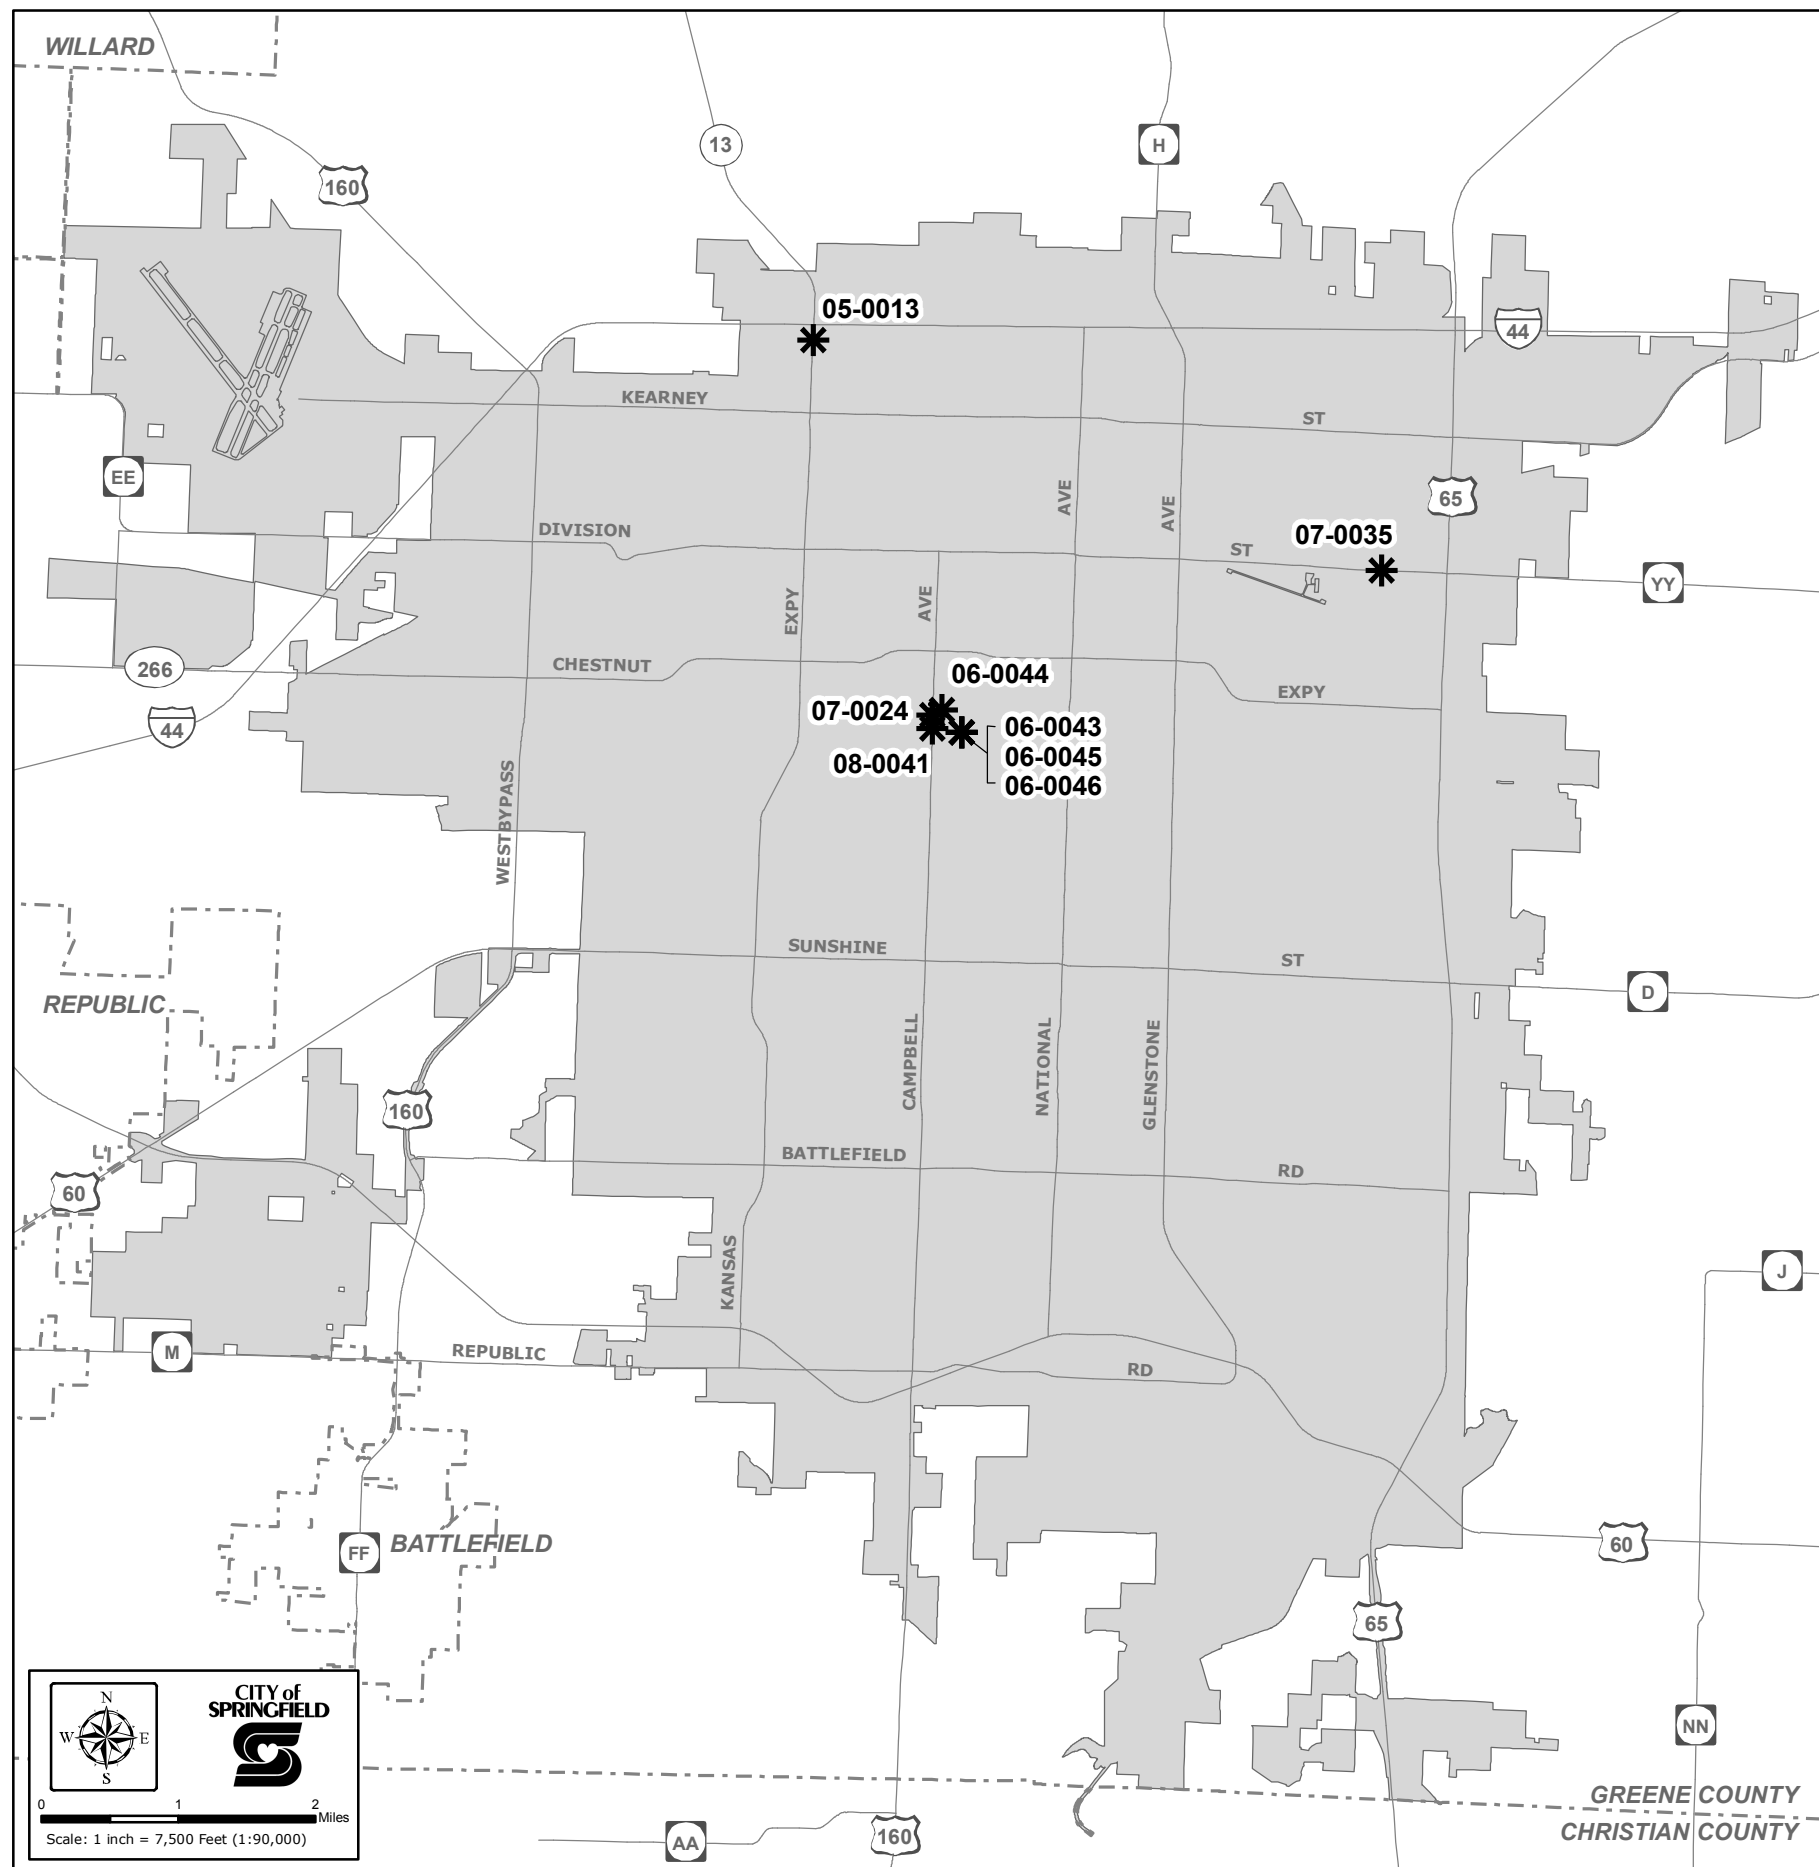 WILLARD
160
13
H
05-0013
44
KEARNEY
ST
EE
65
AVE
AVE
DIVISION
07-0035
ST
YY
EXPY
AVE
CHESTNUT
266
06-0044
EXPY
07-0024
44
06-0043
08-0041
06-0045
06-0046
WESTBYPASS
SUNSHINE
ST
D
REPUBLIC
CAMPBELL
NATIONAL
GLENSTONE
160
BATTLEFIELD
RD
60
KANSAS
J
M
REPUBLIC
RD
BATTLEFIELD
FF
60
65
N
W E
S
CITY of
SPRINGFIELD
NN
0 1 2
Miles
Scale: 1 inch = 7,500 Feet (1:90,000)
GREENE COUNTY
CHRISTIAN COUNTY
AA
160